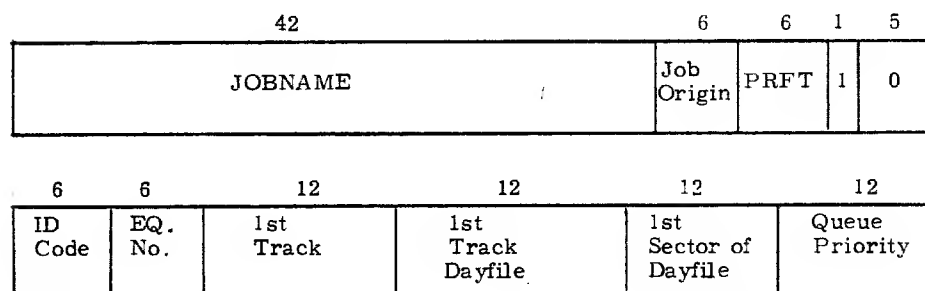 42 6 6 1 5
JOBNAME Job Origin PRFT 1 0
6 6 12 12 12 12
ID EQ. 1st 1st 1st Queue
Code No. Track Track Sector of Priority
Dayfile Dayfile